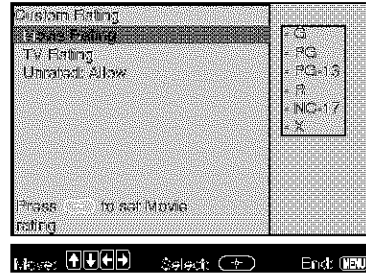 Custom Rating
Movie Rating
TV Rating
Unrated: Allow
- G
- PG
- PG-13
- R
- NC-17
- X
Press to set Movie
rating
Move: Select: End: MENU